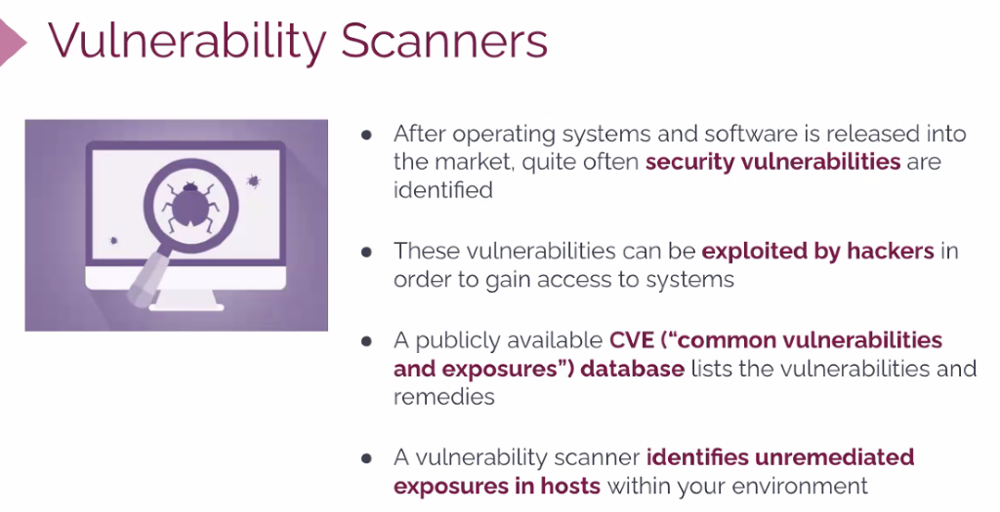 Vulnerability Scanners
● After operating systems and software is released into
the market, quite often security vulnerabilities are
identified
● These vulnerabilities can be exploited by hackers in
order to gain access to systems
● A publicly available CVE (“common vulnerabilities
and exposures”) database lists the vulnerabilities and
remedies
● A vulnerability scanner identifies unremediated
exposures in hosts within your environment